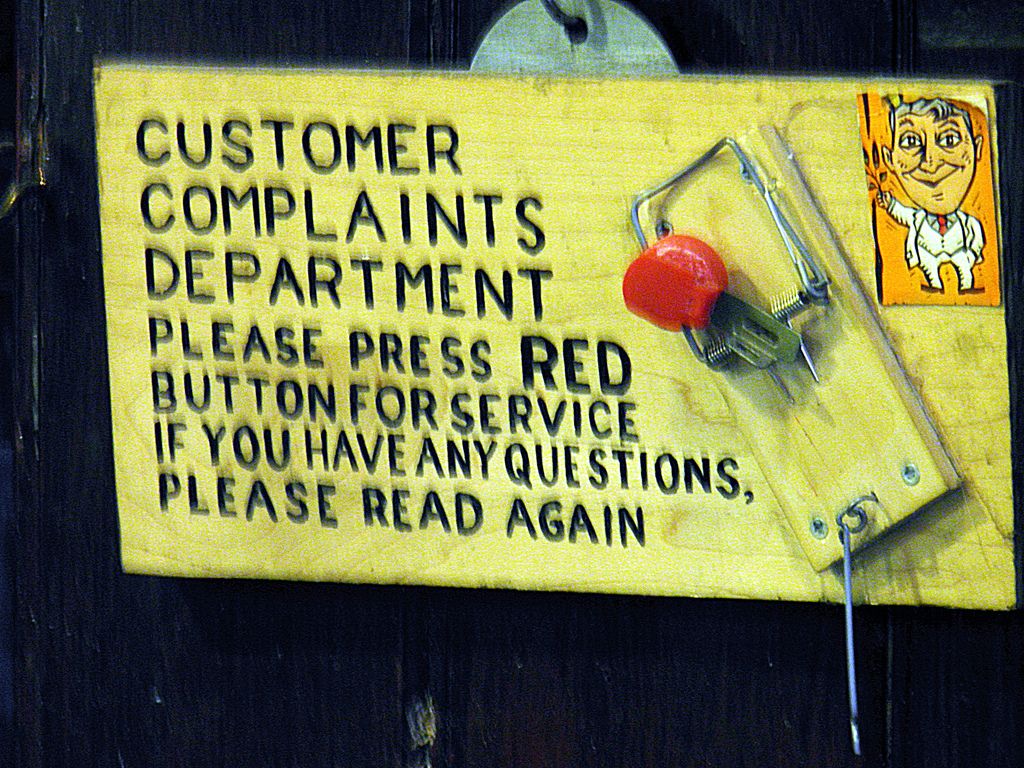 CUSTOMER
COMPLAINTS
DEPARTMENT
PLEASE PRESS RED
BUTTON FOR SERVICE
IF YOU HAVE ANY QUESTIONS,
PLEASE READ AGAIN